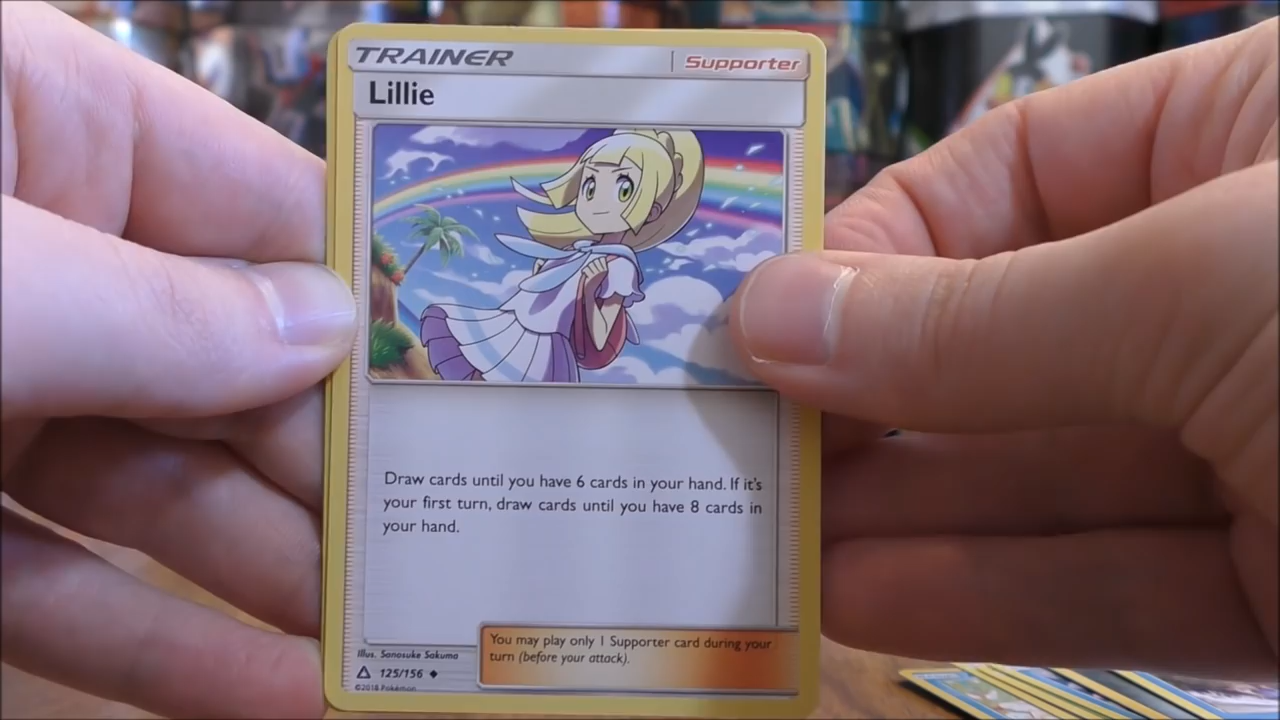 TRAINER
Supporter
Lillie
Draw cards until you have 6 cards in your hand. If it's
your first turn, draw cards until you have 8 cards in
your hand.
You may play only 1 Supporter card during your
turn (before your attack).
Illus. Sanosuke Sakuma
125/156
©2018 Pokémon